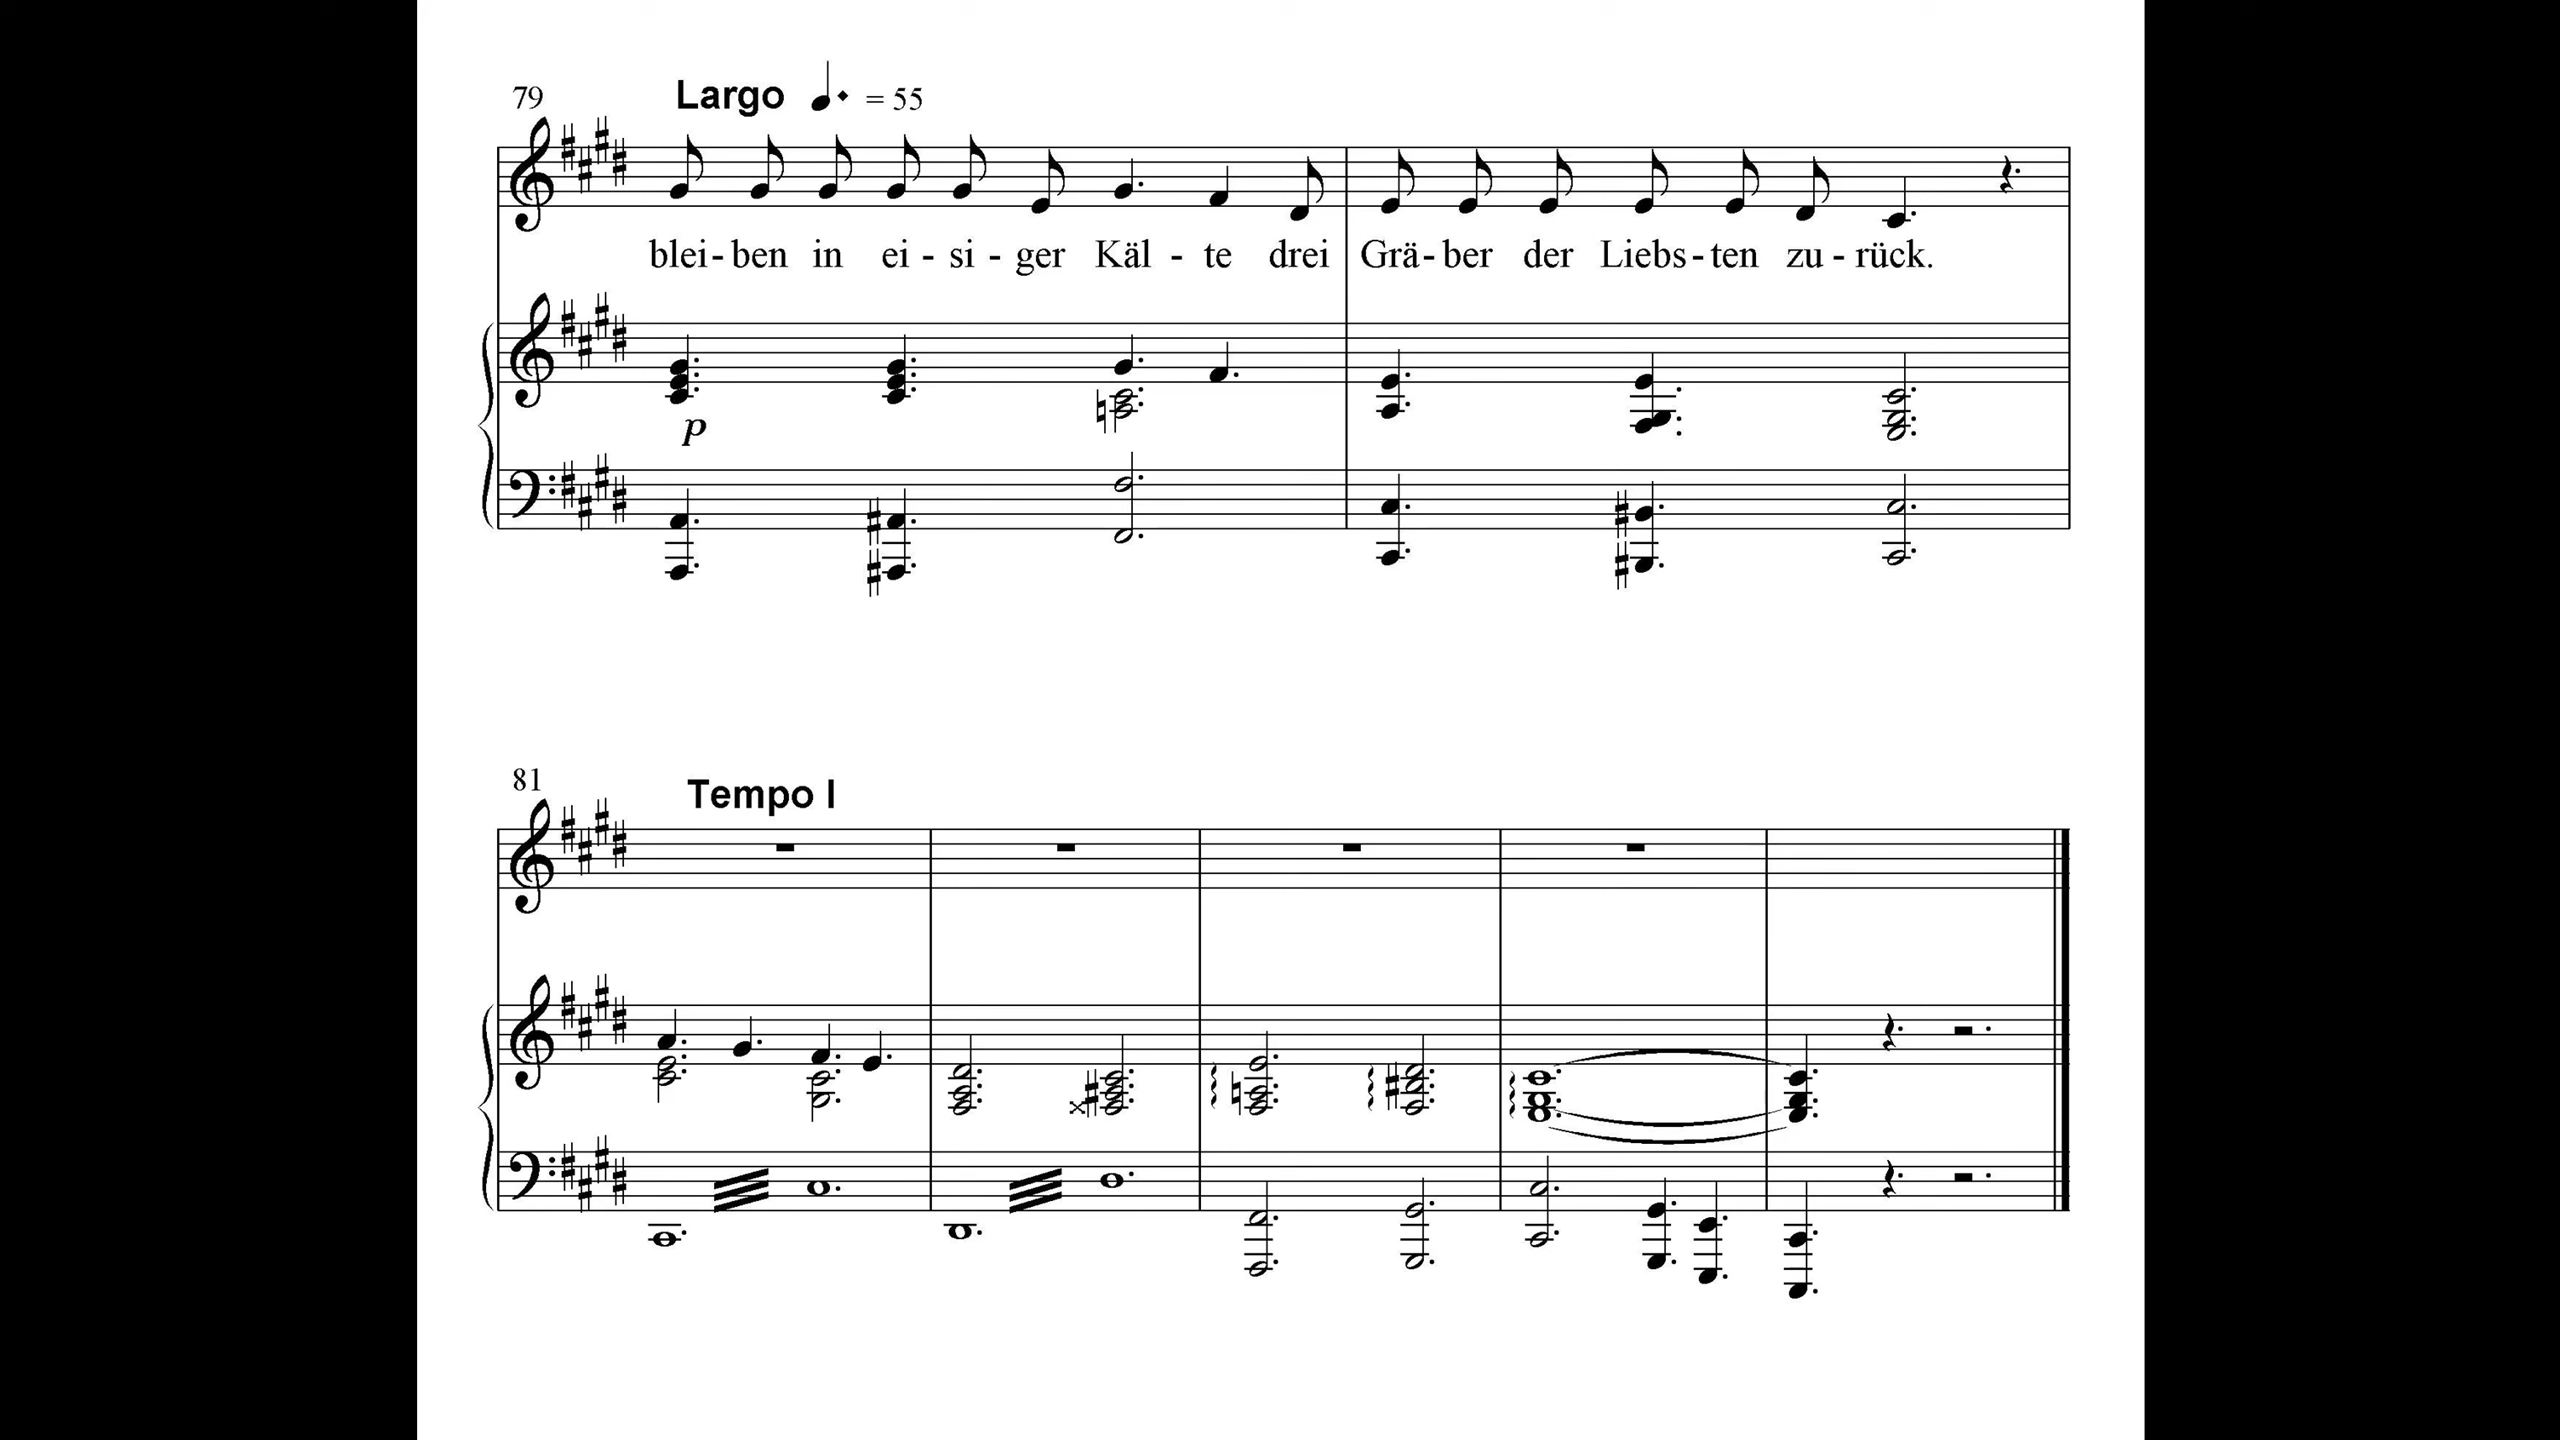 79 Largo = 55
blei - ben in ei - si - ger Käl - te drei Grä - ber der Liebs - ten zu - rück.
p
81 Tempo I